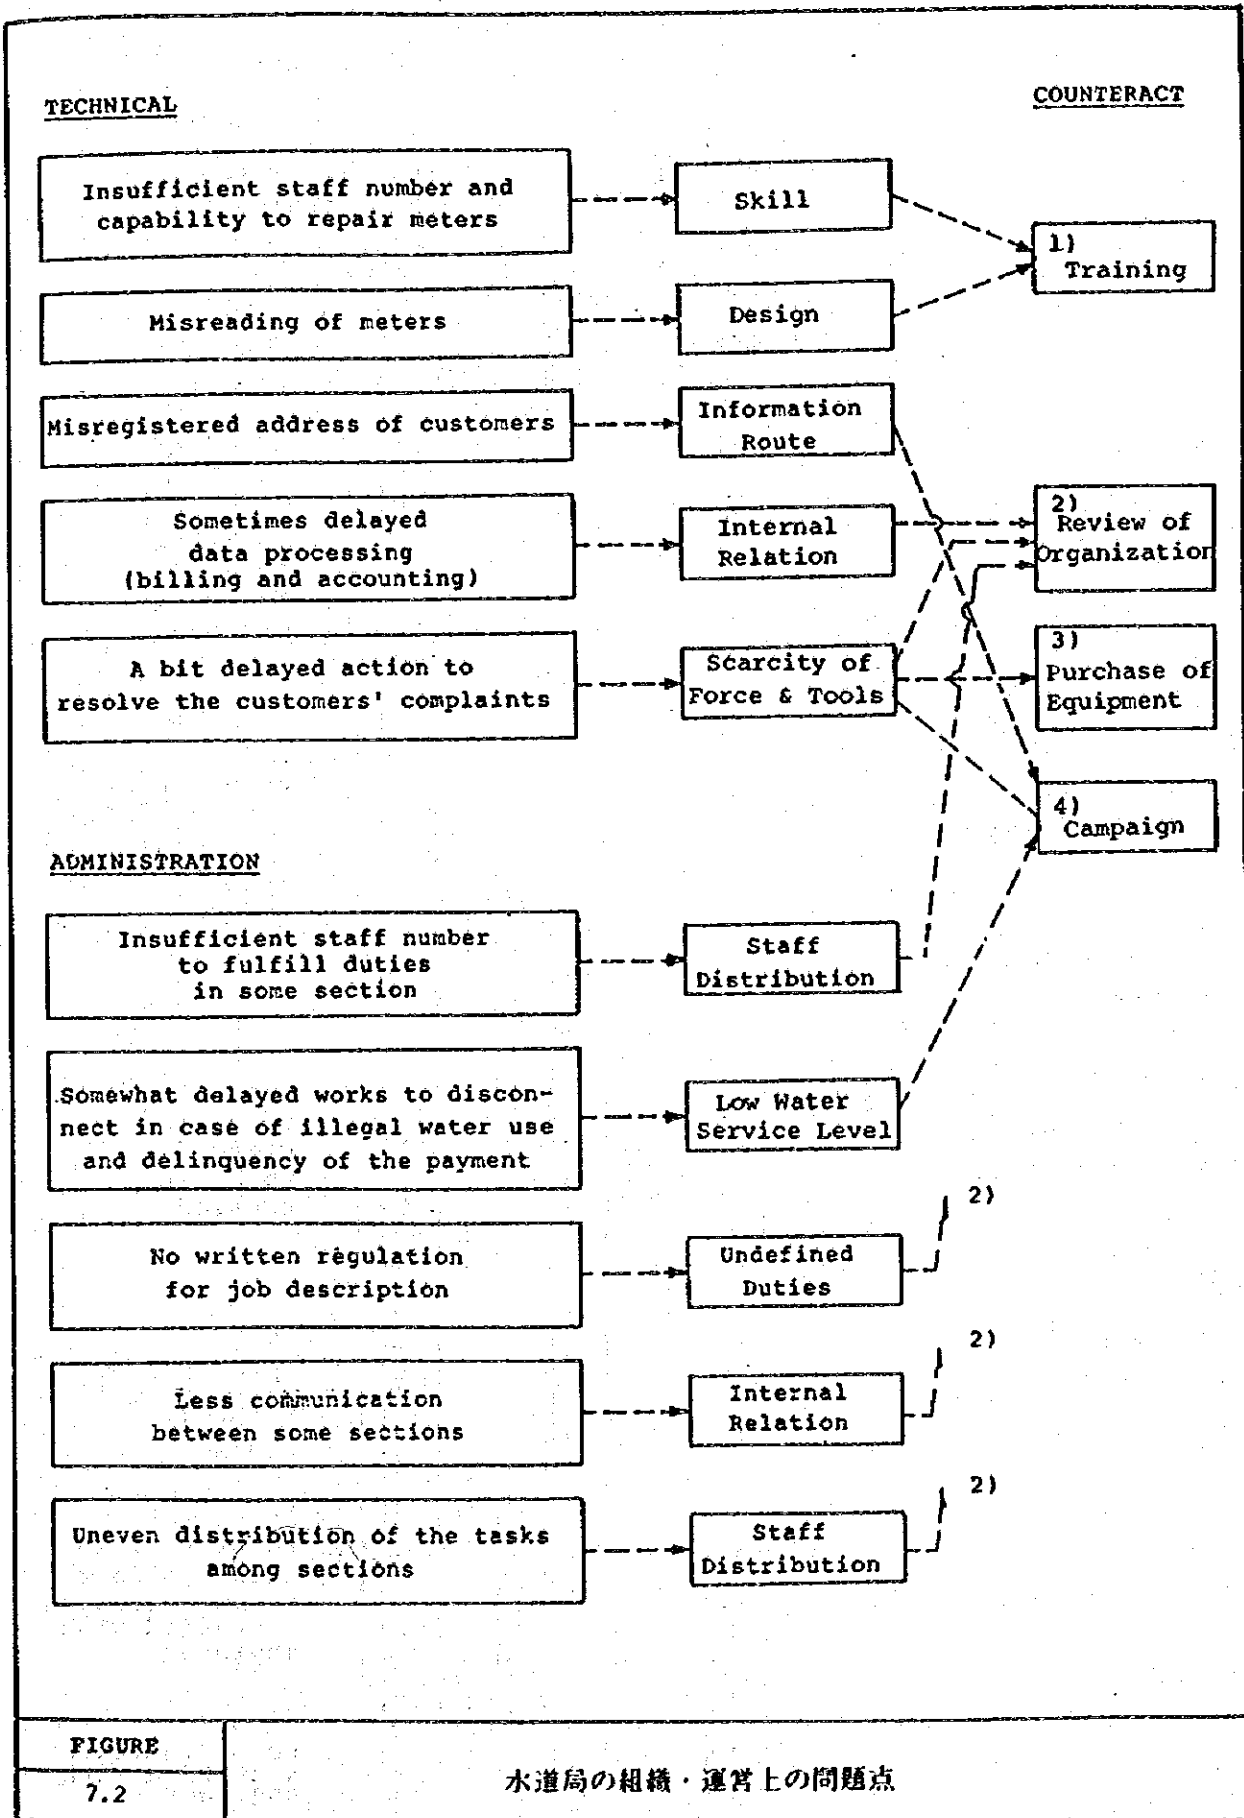 TECHNICAL
COUNTERACT
Insufficient staff number and
capability to repair meters
Skill
1)
Training
Misreading of meters
Design
Misregistered address of customers
Information
Route
Sometimes delayed
data processing
(billing and accounting)
Internal
Relation
2)
Review of
Organization
A bit delayed action to
resolve the customers' complaints
Scarcity of
Force & Tools
3)
Purchase of
Equipment
4)
Campaign
ADMINISTRATION
Insufficient staff number
to fulfill duties
in some section
Staff
Distribution
Somewhat delayed works to discon-
nect in case of illegal water use
and delinquency of the payment
Low Water
Service Level
No written regulation
for job description
Undefined
Duties
2)
Less communication
between some sections
Internal
Relation
2)
Uneven distribution of the tasks
among sections
Staff
Distribution
2)
FIGURE
7.2
水道局の組織・運営上の問題点